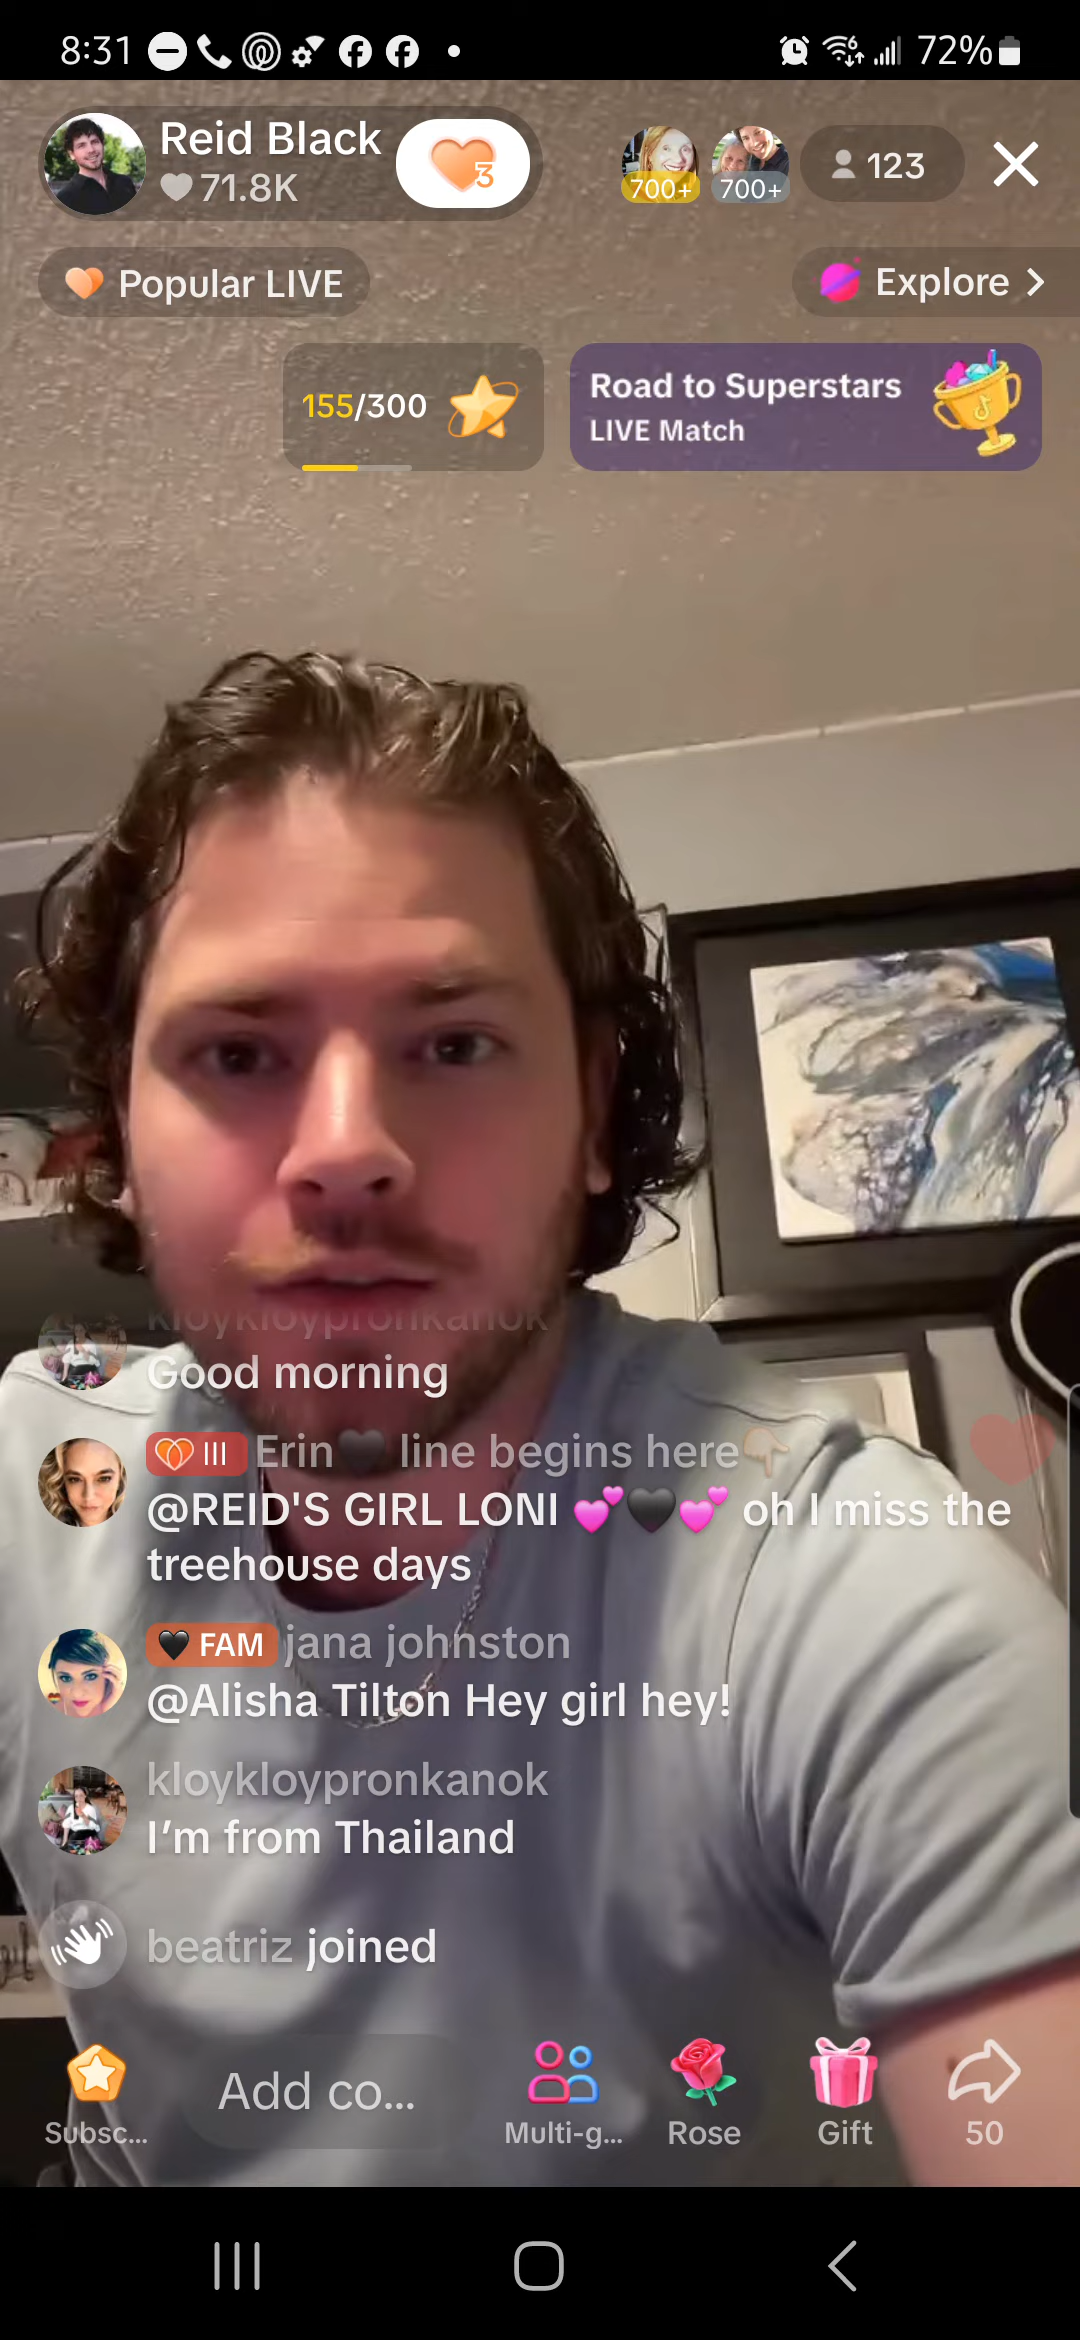 8:31
72%
Reid Black
71.8K
3
700+
700+
123
Popular LIVE
Explore
155/300
Road to Superstars
LIVE Match
kloykloypronkanok
Good morning
III Erin🖤 line begins here👇🏻
@REID'S GIRL LONI 💕🖤💕 oh I miss the
treehouse days
🖤 FAM jana johnston
@Alisha Tilton Hey girl hey!
kloykloypronkanok
I'm from Thailand
beatriz joined
Subsc...
Add co...
Multi-g...
Rose
Gift
50